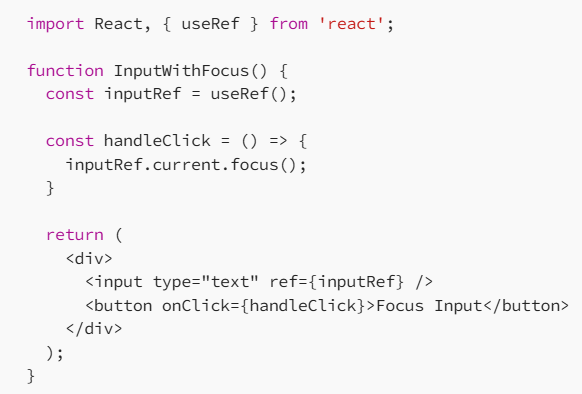 import React, { useRef } from 'react';

function InputWithFocus() {
  const inputRef = useRef();

  const handleClick = () => {
    inputRef.current.focus();
  }

  return (
    <div>
      <input type="text" ref={inputRef} />
      <button onClick={handleClick}>Focus Input</button>
    </div>
  );
}